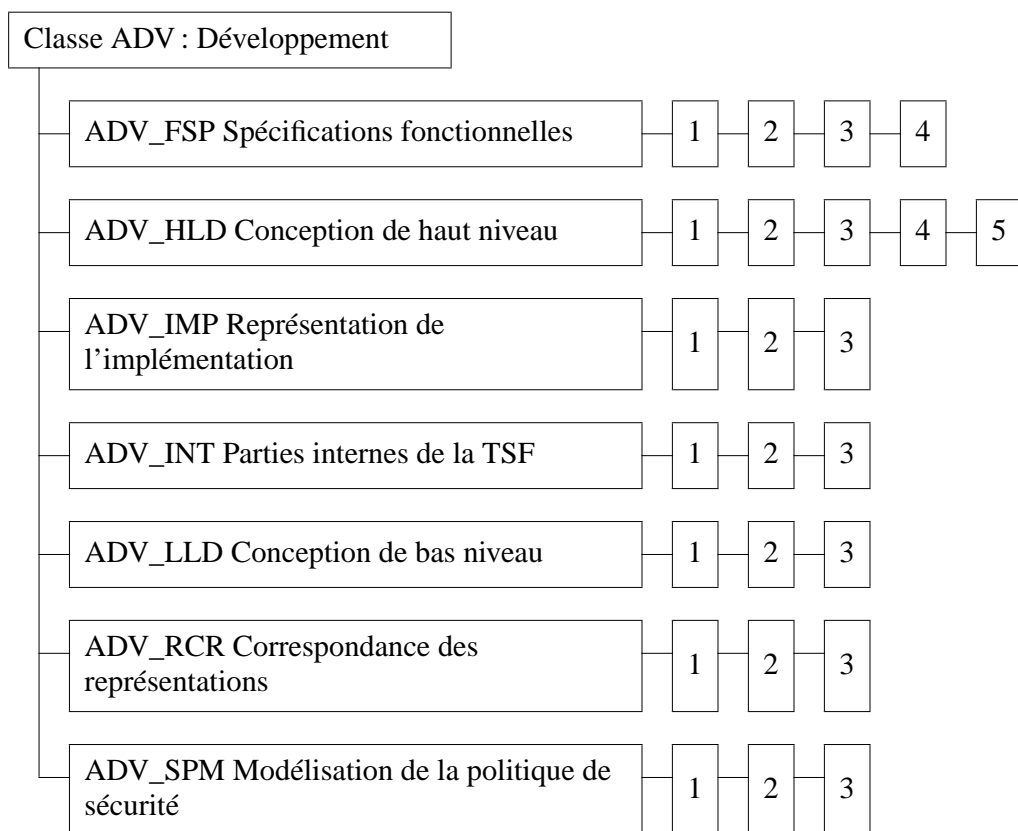 Classe ADV : Développement
ADV_FSP Spécifications fonctionnelles 1 2 3 4
ADV_HLD Conception de haut niveau 1 2 3 4 5
ADV_IMP Représentation de
l’implémentation 1 2 3
ADV_INT Parties internes de la TSF 1 2 3
ADV_LLD Conception de bas niveau 1 2 3
ADV_RCR Correspondance des
représentations 1 2 3
ADV_SPM Modélisation de la politique de
sécurité 1 2 3